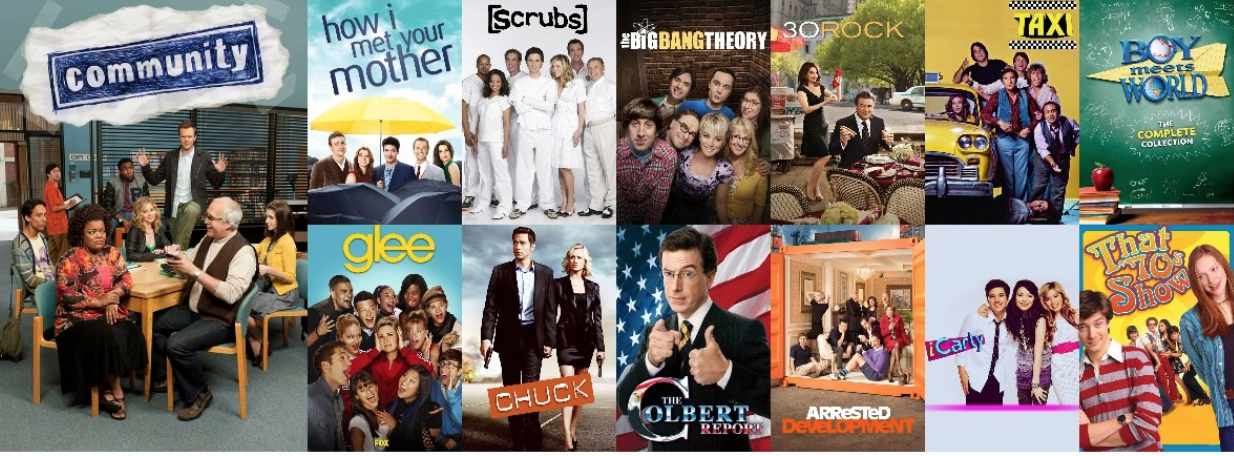 community
COPY C
how i
met your
mother
[scrubs]
the BIG BANG THEORY
30 ROCK
TAXI
BOY
meets
WORLD
THE
COMPLETE
COLLECTION
glee
FOX
CHUCK
THE
COLBERT
REPORT
ARReSTeD
DeVeLOPMeNT
iCarly
That
'70s
Show